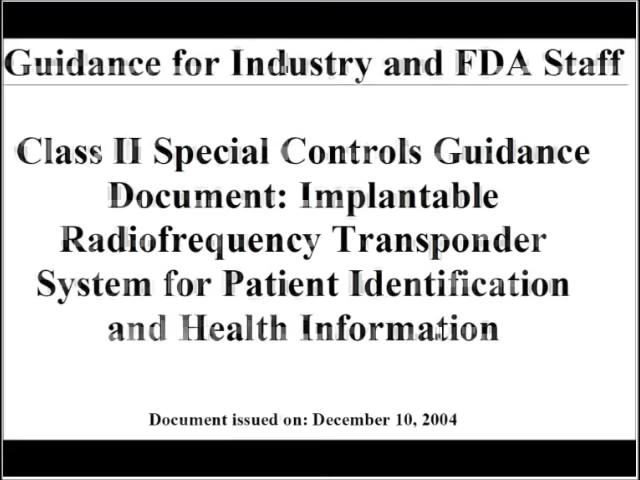 Guidance for Industry and FDA Staff
Class II Special Controls Guidance
Document: Implantable
Radiofrequency Transponder
System for Patient Identification
and Health Information
Document issued on: December 10, 2004